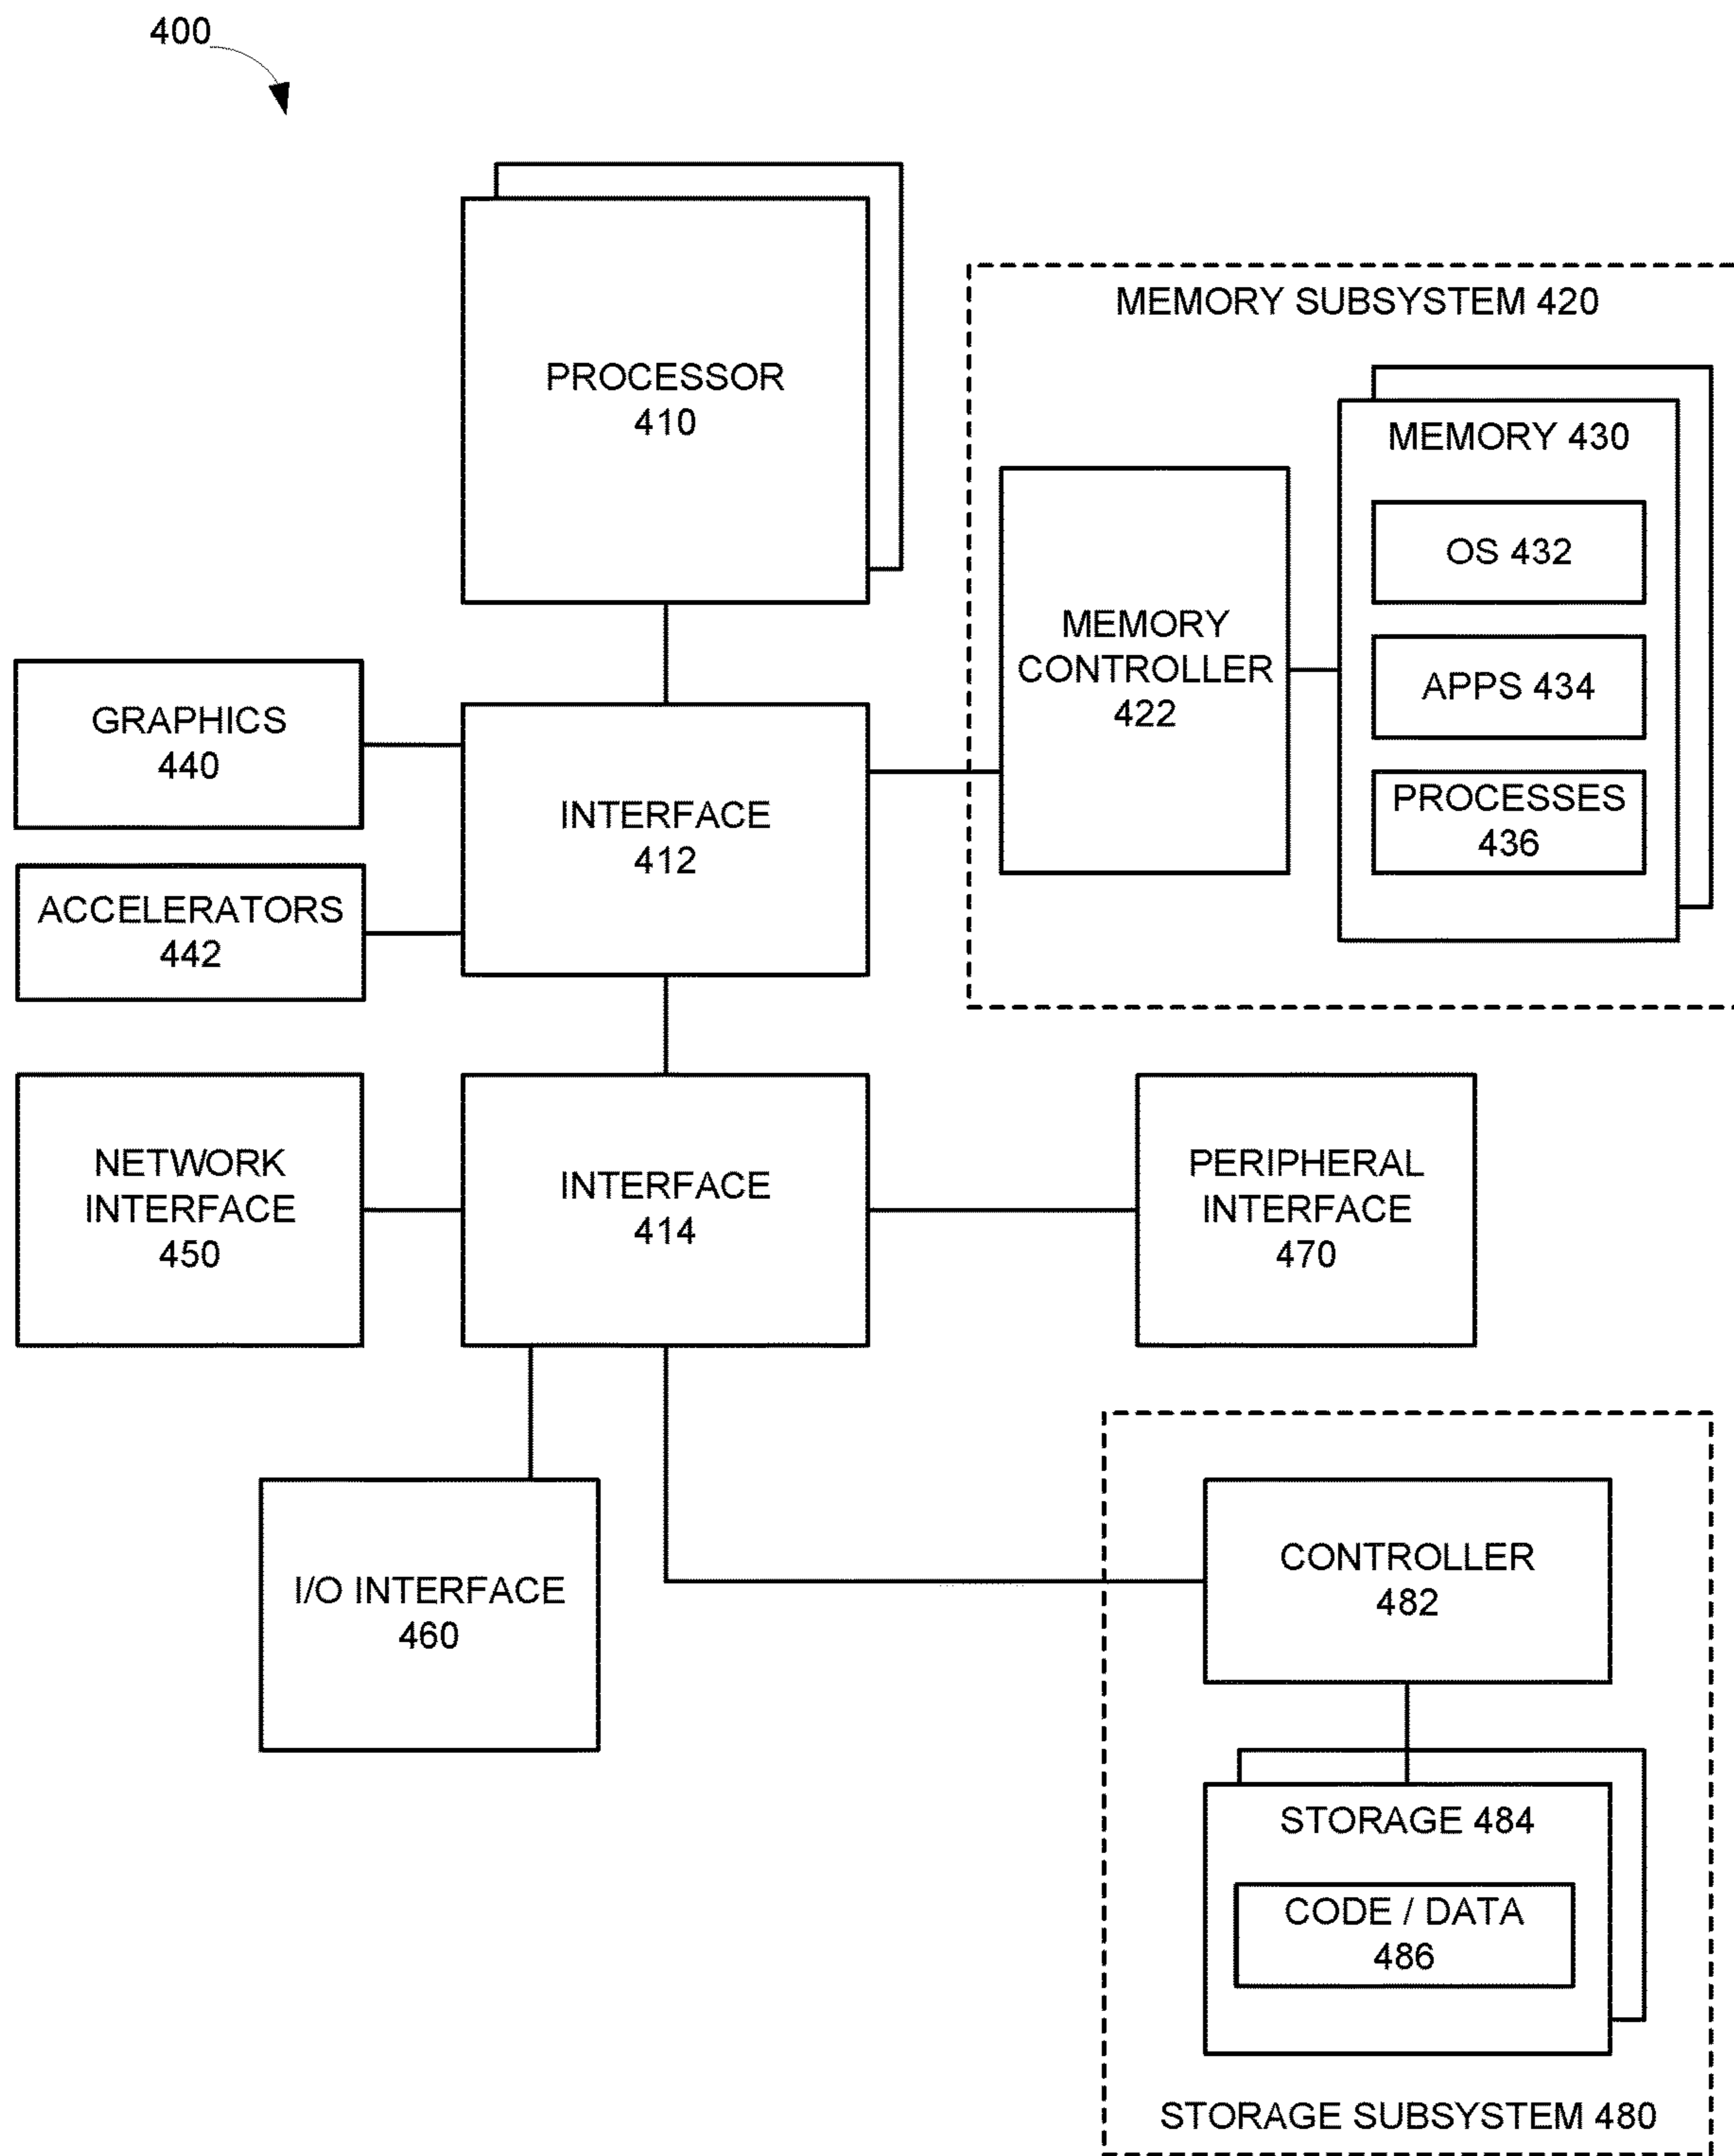 400
PROCESSOR
410
MEMORY SUBSYSTEM 420
MEMORY 430
OS 432
APPS 434
PROCESSES
436
MEMORY
CONTROLLER
422
GRAPHICS
440
INTERFACE
412
ACCELERATORS
442
NETWORK
INTERFACE
450
INTERFACE
414
PERIPHERAL
INTERFACE
470
I/O INTERFACE
460
CONTROLLER
482
STORAGE 484
CODE / DATA
486
STORAGE SUBSYSTEM 480